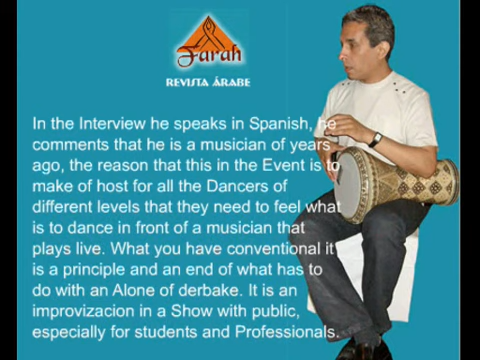 Farah
REVISTA ÁRABE
In the Interview he speaks in Spanish, he
comments that he is a musician of years
ago, the reason that this in the Event is to
make of host for all the Dancers of
different levels that they need to feel what
is to dance in front of a musician that
plays live. What you have conventional it
is a principle and an end of what has to
do with an Alone of derbake. It is an
improvizacion in a Show with public,
especially for students and Professionals.